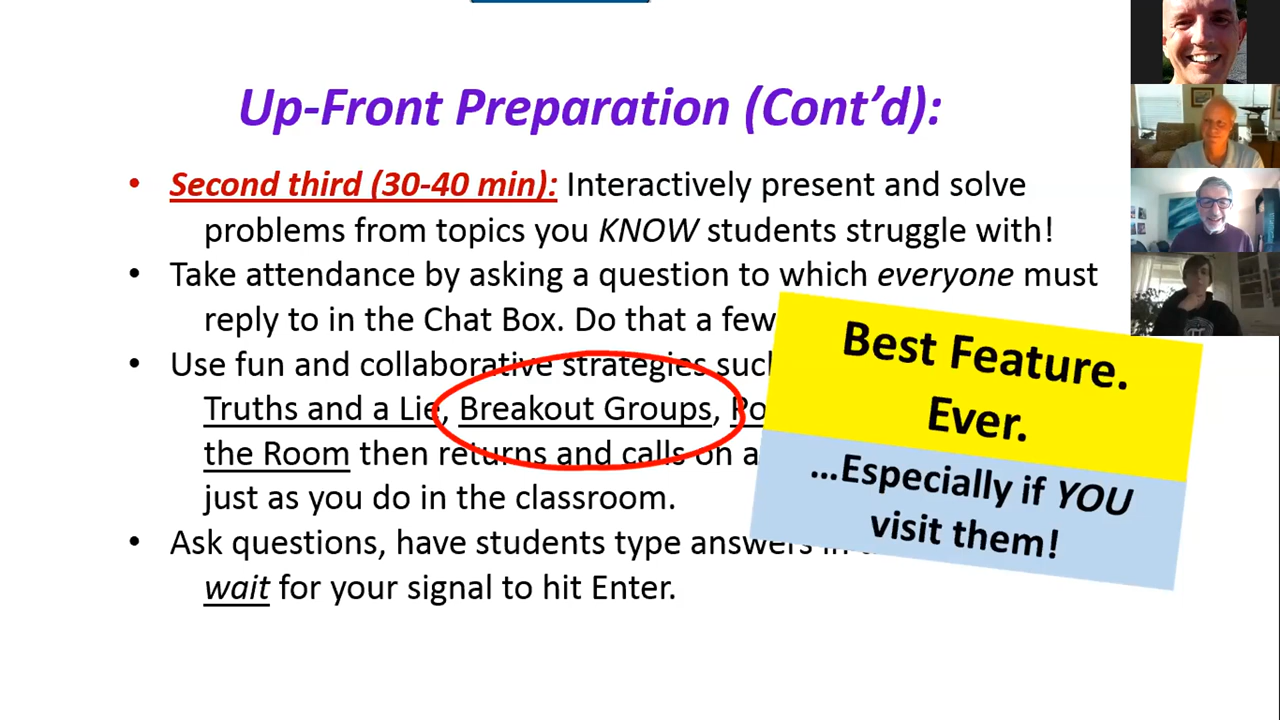 Up-Front Preparation (Cont’d):
• Second third (30-40 min): Interactively present and solve
problems from topics you KNOW students struggle with!
• Take attendance by asking a question to which everyone must
reply to in the Chat Box. Do that a few
• Use fun and collaborative strategies
Truths and a Lie, Breakout Groups,
the Room then returns and calls on
just as you do in the classroom.
• Ask questions, have students type answers
wait for your signal to hit Enter.
Best Feature.
Ever.
...Especially if YOU
visit them!